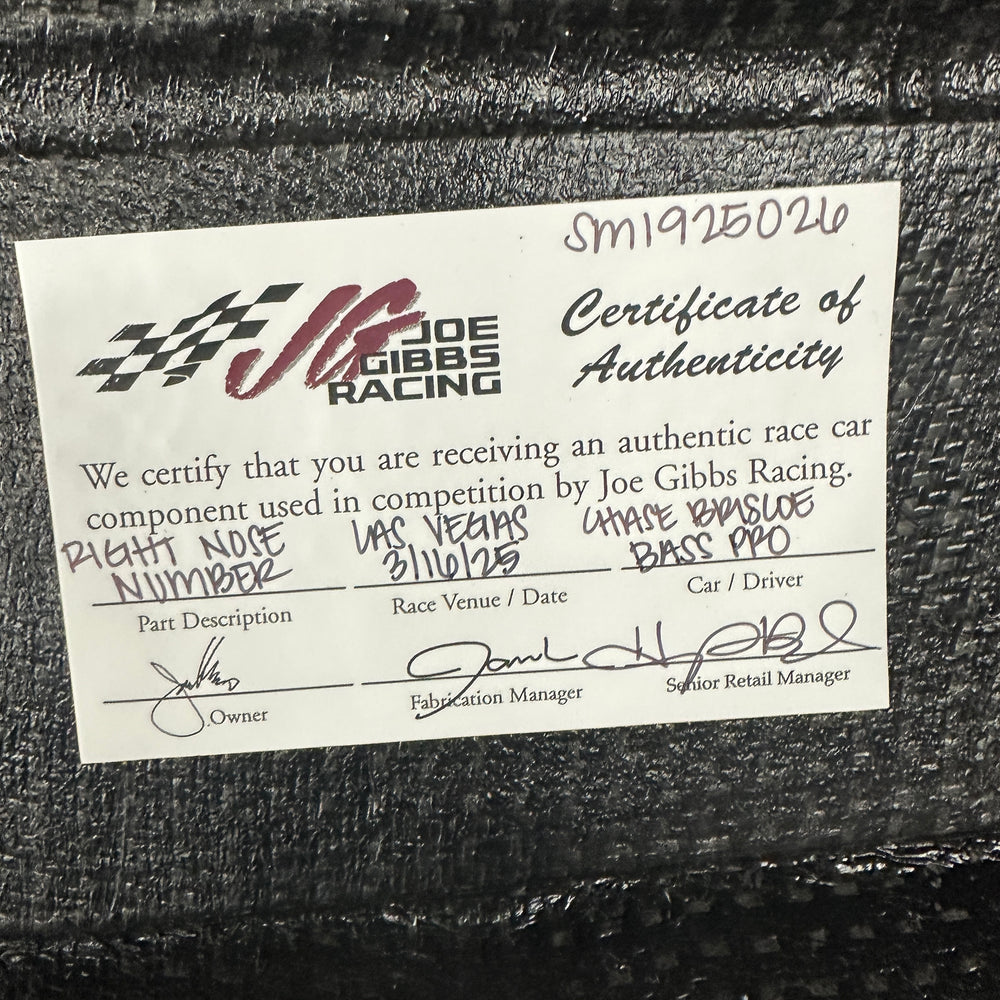 SM1925026
JG JOE
GIBBS
RACING
Certificate of
Authenticity
We certify that you are receiving an authentic race car
component used in competition by Joe Gibbs Racing.
RIGHT NOSE
NUMBER
Part Description
LAS VEGAS
3/16/25
Race Venue / Date
CHASE BRISCOE
BASS PRO
Car / Driver
Owner
Fabrication Manager
Senior Retail Manager